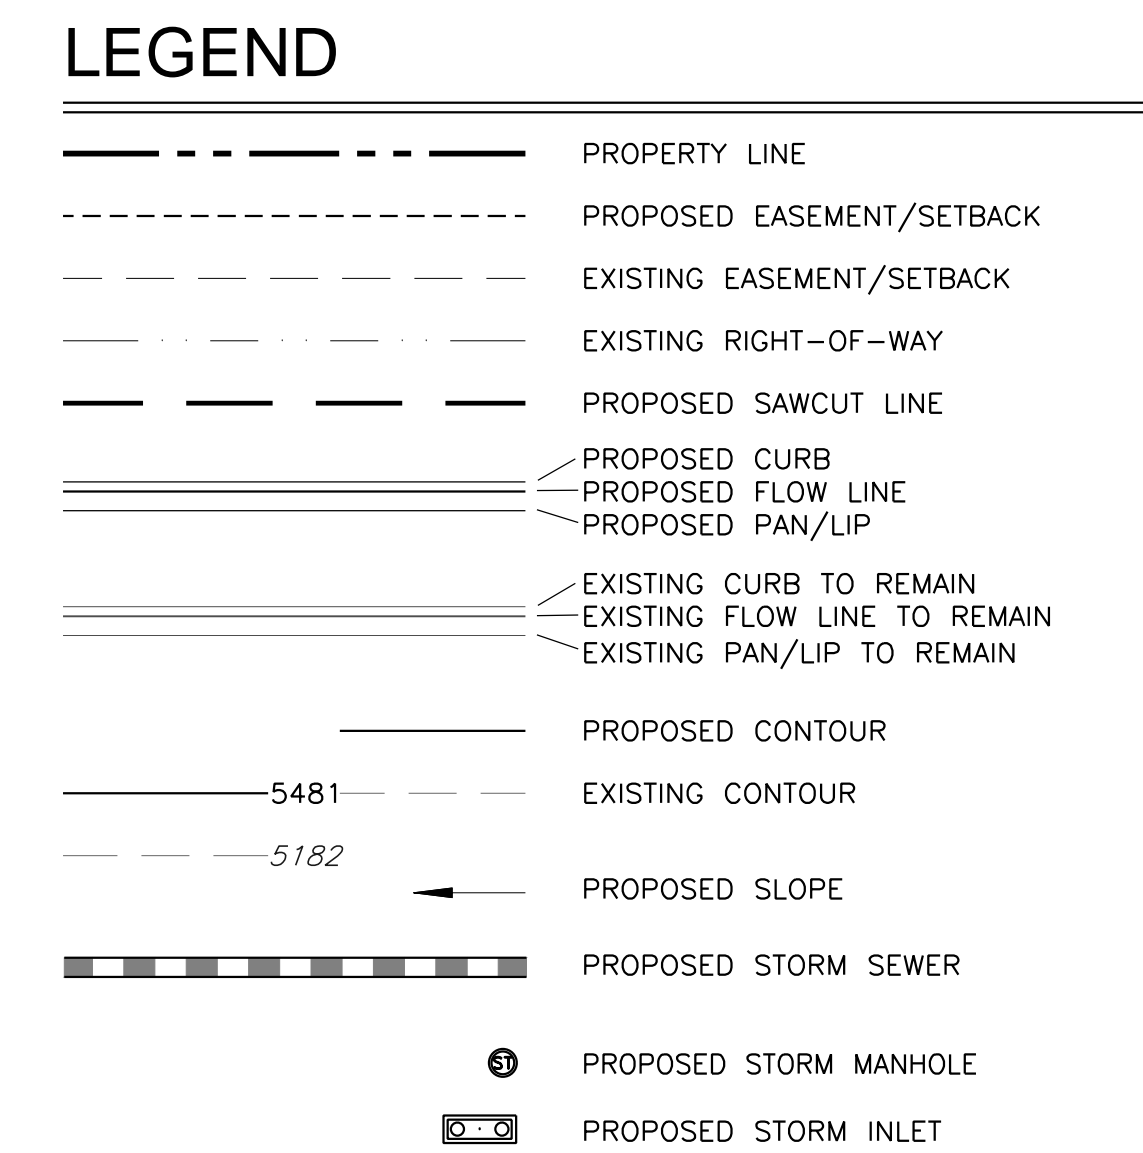 LEGEND
PROPERTY LINE
PROPOSED EASEMENT/SETBACK
EXISTING EASEMENT/SETBACK
EXISTING RIGHT-OF-WAY
PROPOSED SAWCUT LINE
PROPOSED CURB
PROPOSED FLOW LINE
PROPOSED PAN/LIP
EXISTING CURB TO REMAIN
EXISTING FLOW LINE TO REMAIN
EXISTING PAN/LIP TO REMAIN
PROPOSED CONTOUR
5481 EXISTING CONTOUR
5182
PROPOSED SLOPE
PROPOSED STORM SEWER
ST PROPOSED STORM MANHOLE
PROPOSED STORM INLET